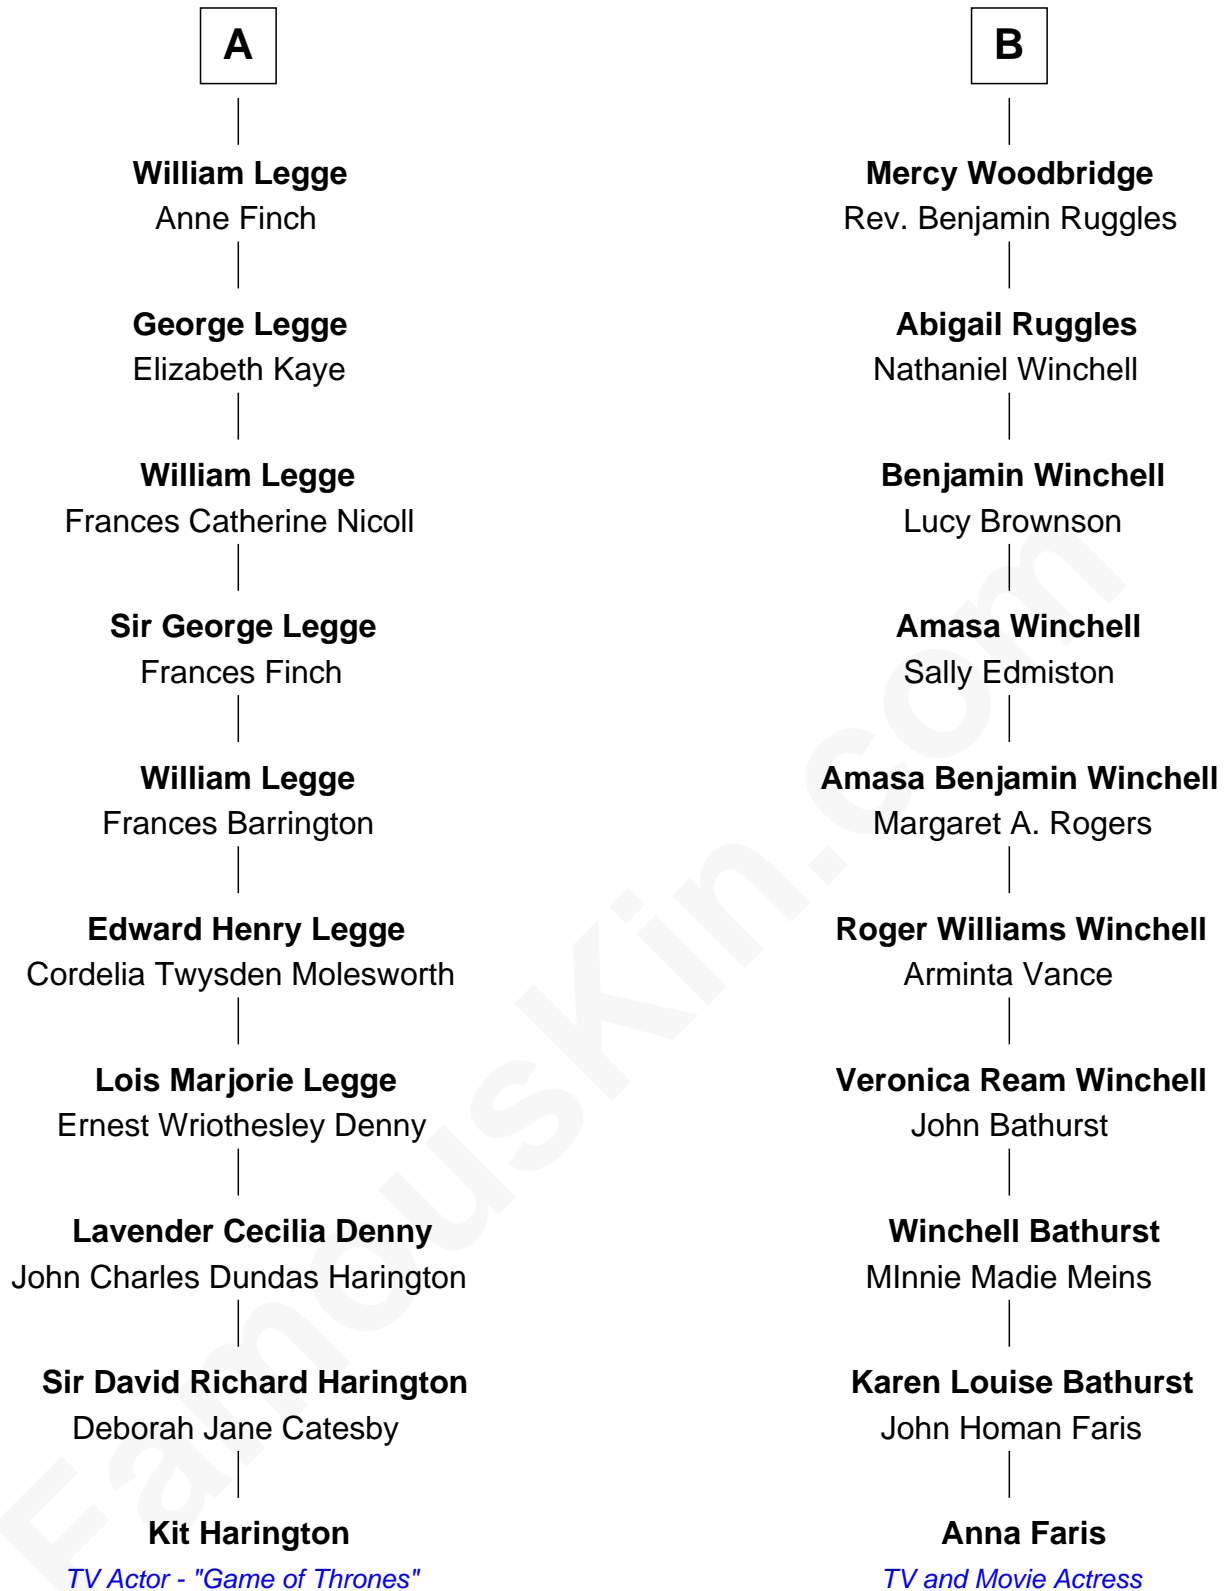 A
William Legge
Anne Finch
George Legge
Elizabeth Kaye
William Legge
Frances Catherine Nicoll
Sir George Legge
Frances Finch
William Legge
Frances Barrington
Edward Henry Legge
Cordelia Twysden Molesworth
Lois Marjorie Legge
Ernest Wriothesley Denny
Lavender Cecilia Denny
John Charles Dundas Harington
Sir David Richard Harington
Deborah Jane Catesby
Kit Harington
TV Actor - "Game of Thrones"
B
Mercy Woodbridge
Rev. Benjamin Ruggles
Abigail Ruggles
Nathaniel Winchell
Benjamin Winchell
Lucy Brownson
Amasa Winchell
Sally Edmiston
Amasa Benjamin Winchell
Margaret A. Rogers
Roger Williams Winchell
Arminta Vance
Veronica Ream Winchell
John Bathurst
Winchell Bathurst
MInnie Madie Meins
Karen Louise Bathurst
John Homan Faris
Anna Faris
TV and Movie Actress
FamousKin.com